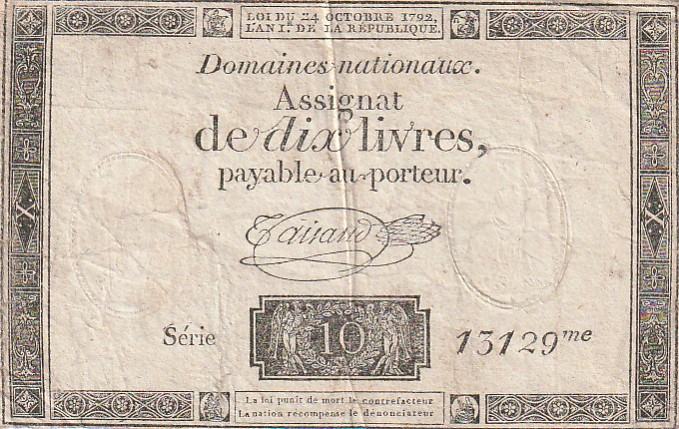 LOI DU 24 OCTOBRE 1792,
L'AN I. DE LA RÉPUBLIQUE.
Domaines nationaux.
Assignat
de dix livres,
payable au porteur.
X
X
Taisaud
Série
10
13129me
La loi punit de mort le contrefacteur
La nation récompense le dénonciateur